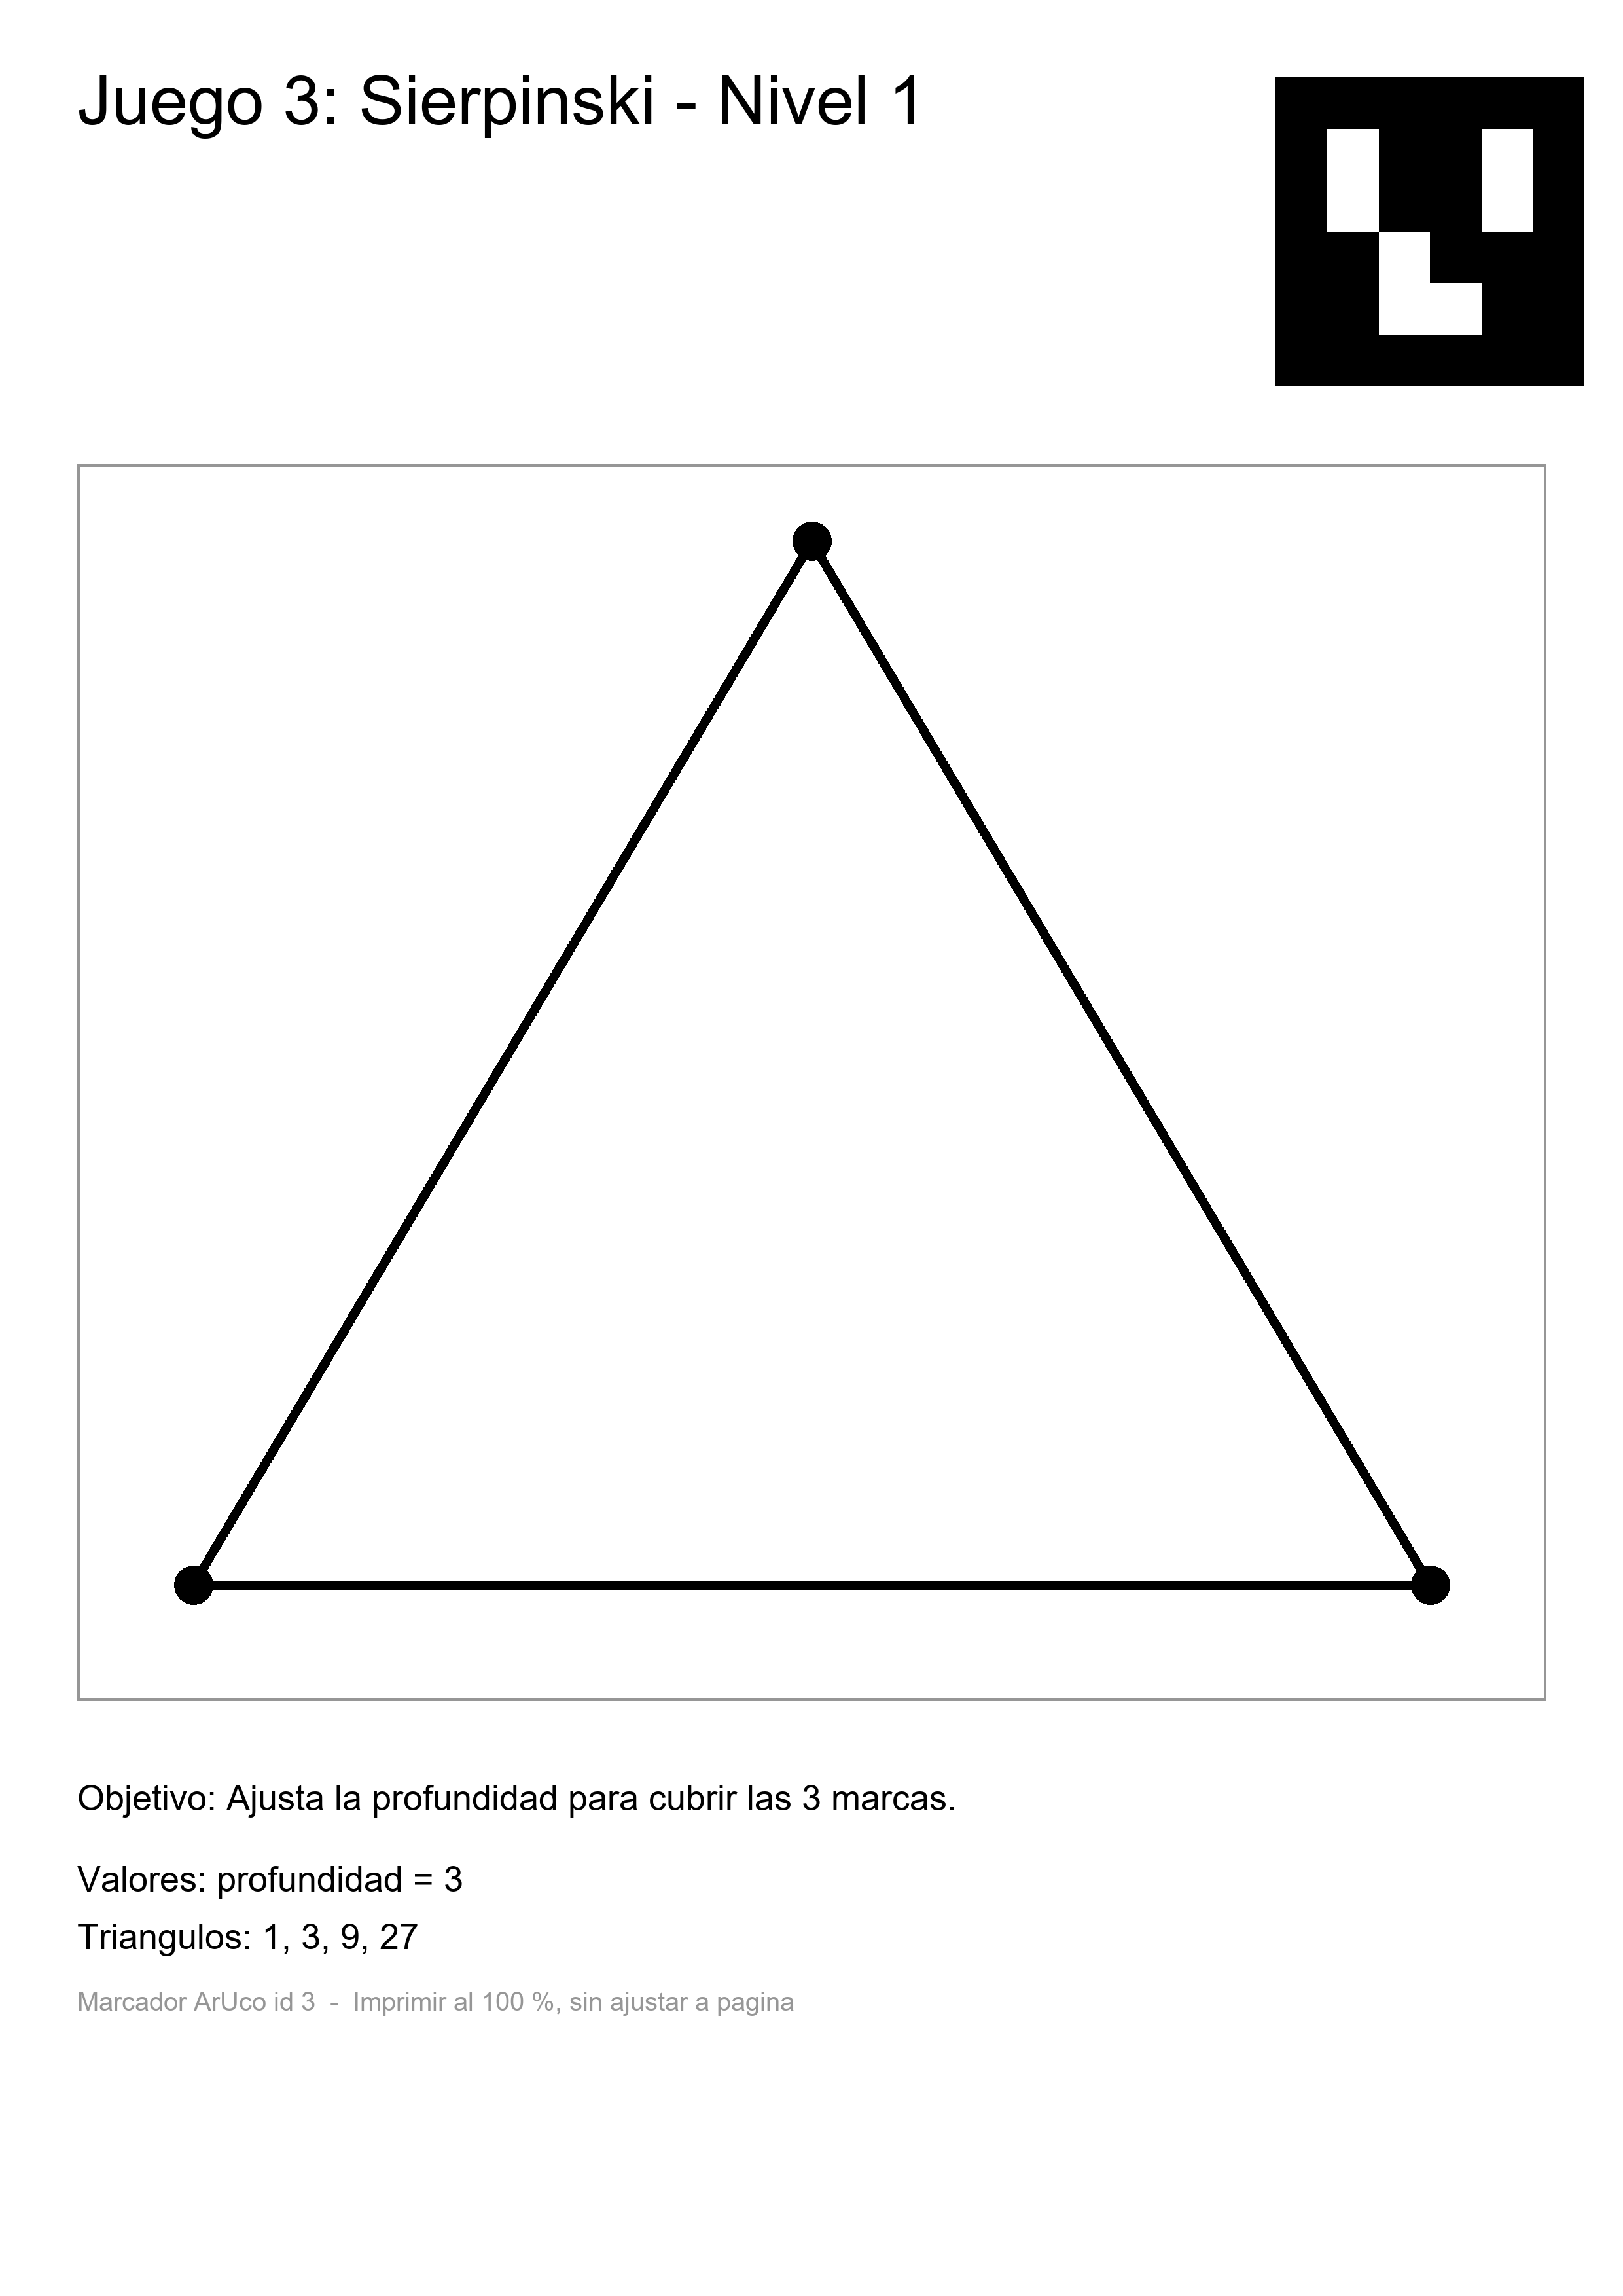 Juego 3: Sierpinski - Nivel 1
Objetivo: Ajusta la profundidad para cubrir las 3 marcas.
Valores: profundidad = 3
Triangulos: 1, 3, 9, 27
Marcador ArUco id 3 - Imprimir al 100 %, sin ajustar a pagina